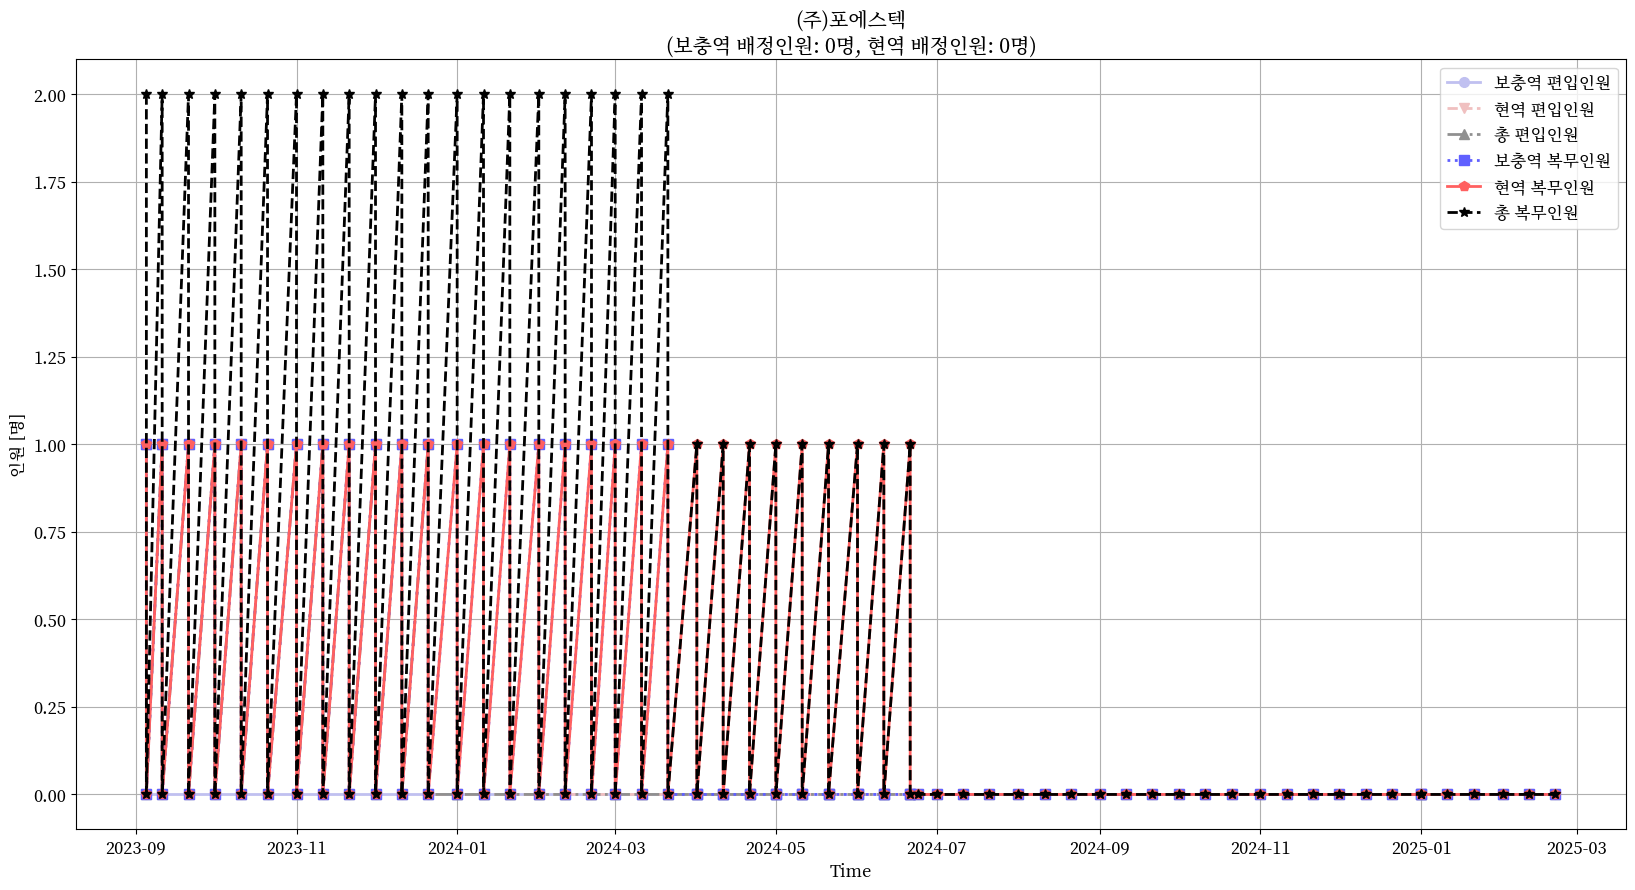 (주)포에스텍
(보충역 배정인원: 0명, 현역 배정인원: 0명)
보충역 편입인원
현역 편입인원
총 편입인원
보충역 복무인원
현역 복무인원
총 복무인원
인원 [명]
2.00
1.75
1.50
1.25
1.00
0.75
0.50
0.25
0.00
2023-09 2023-11 2024-01 2024-03 2024-05 2024-07 2024-09 2024-11 2025-01 2025-03
Time